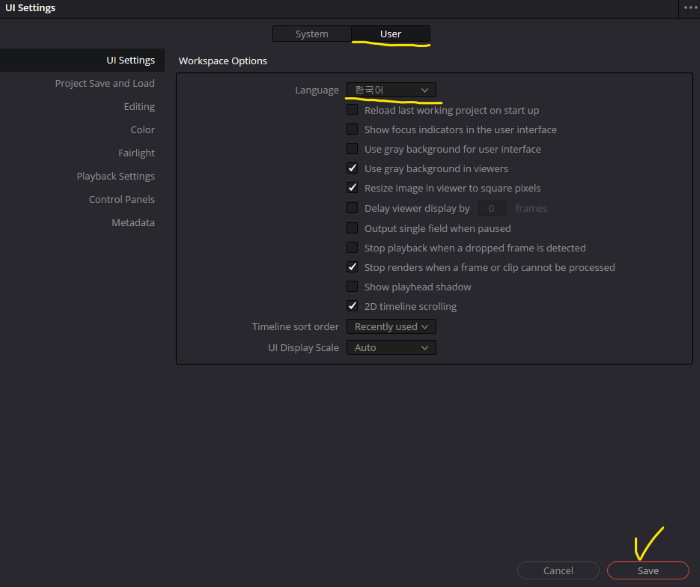 UI Settings
System User
UI Settings
Project Save and Load
Editing
Color
Fairlight
Playback Settings
Control Panels
Metadata
Workspace Options
Language 한국어
Reload last working project on start up
Show focus indicators in the user interface
Use gray background for user interface
Use gray background in viewers
Resize image in viewer to square pixels
Delay viewer display by 0 frames
Output single field when paused
Stop playback when a dropped frame is detected
Stop renders when a frame or clip cannot be processed
Show playhead shadow
2D timeline scrolling
Timeline sort order Recently used
UI Display Scale Auto
Cancel Save